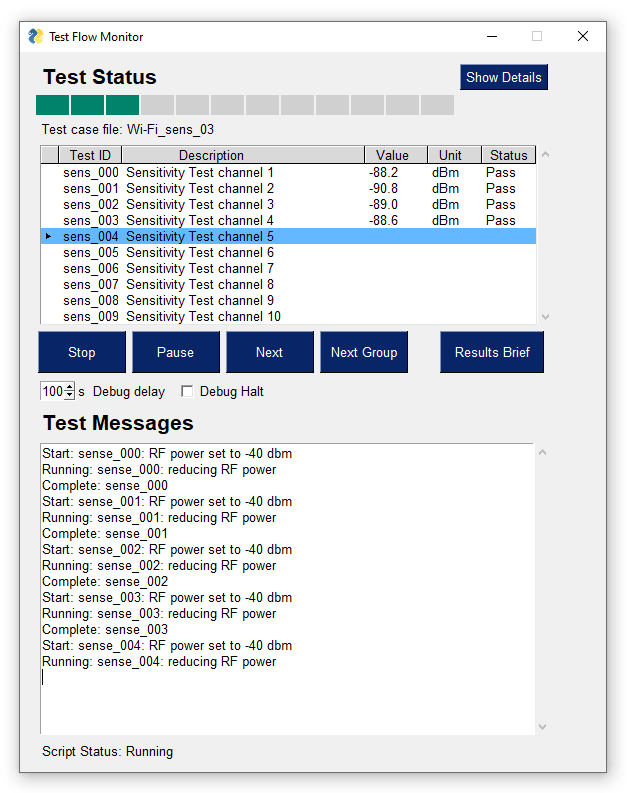 Test Flow Monitor
Test Status
Show Details
Test case file: Wi-Fi_sens_03
Test ID Description Value Unit Status
sens_000 Sensitivity Test channel 1 -88.2 dBm Pass
sens_001 Sensitivity Test channel 2 -90.8 dBm Pass
sens_002 Sensitivity Test channel 3 -89.0 dBm Pass
sens_003 Sensitivity Test channel 4 -88.6 dBm Pass
sens_004 Sensitivity Test channel 5
sens_005 Sensitivity Test channel 6
sens_006 Sensitivity Test channel 7
sens_007 Sensitivity Test channel 8
sens_008 Sensitivity Test channel 9
sens_009 Sensitivity Test channel 10
Stop Pause Next Next Group Results Brief
100 s Debug delay Debug Halt
Test Messages
Start: sense_000: RF power set to -40 dbm
Running: sense_000: reducing RF power
Complete: sense_000
Start: sense_001: RF power set to -40 dbm
Running: sense_001: reducing RF power
Complete: sense_001
Start: sense_002: RF power set to -40 dbm
Running: sense_002: reducing RF power
Complete: sense_002
Start: sense_003: RF power set to -40 dbm
Running: sense_003: reducing RF power
Complete: sense_003
Start: sense_004: RF power set to -40 dbm
Running: sense_004: reducing RF power
Script Status: Running